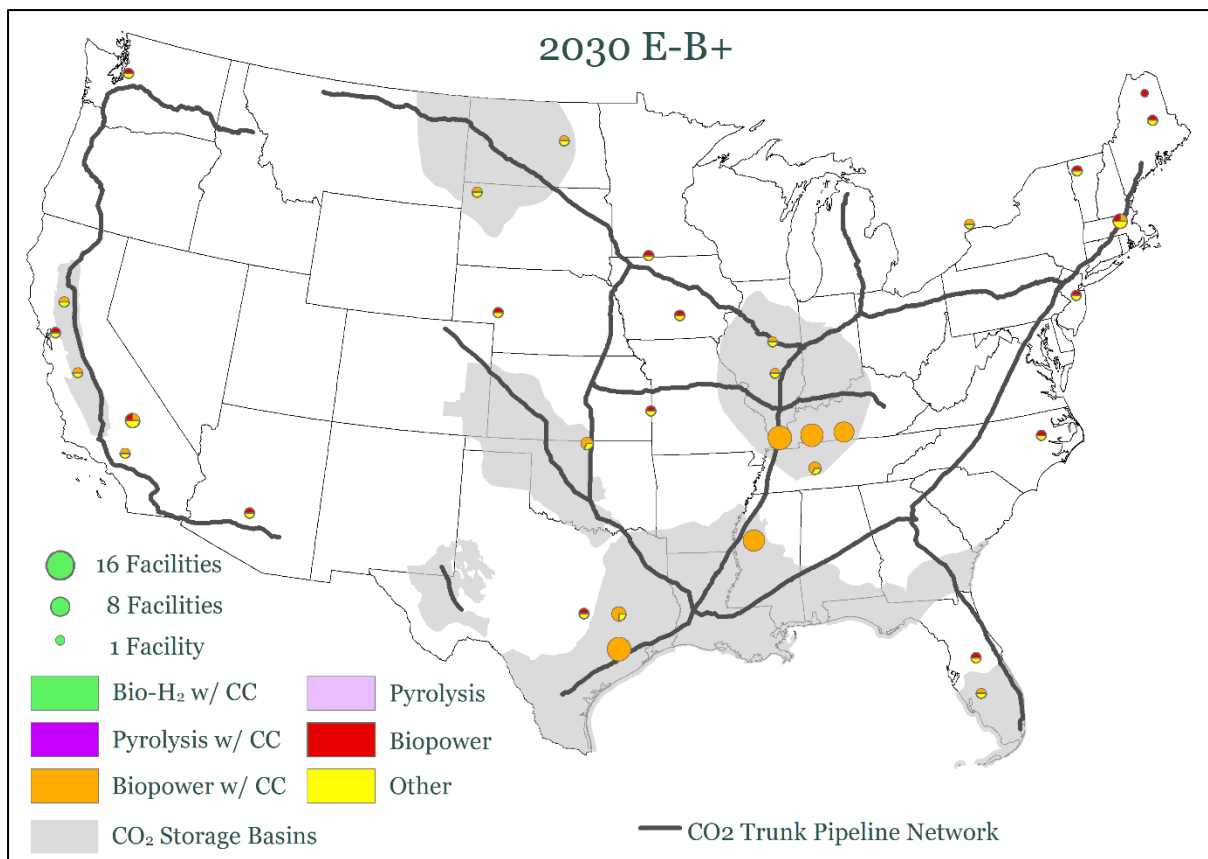 2030 E-B+
16 Facilities
8 Facilities
1 Facility
Bio-H₂ w/ CC
Pyrolysis
Pyrolysis w/ CC
Biopower
Biopower w/ CC
Other
CO₂ Storage Basins
CO2 Trunk Pipeline Network